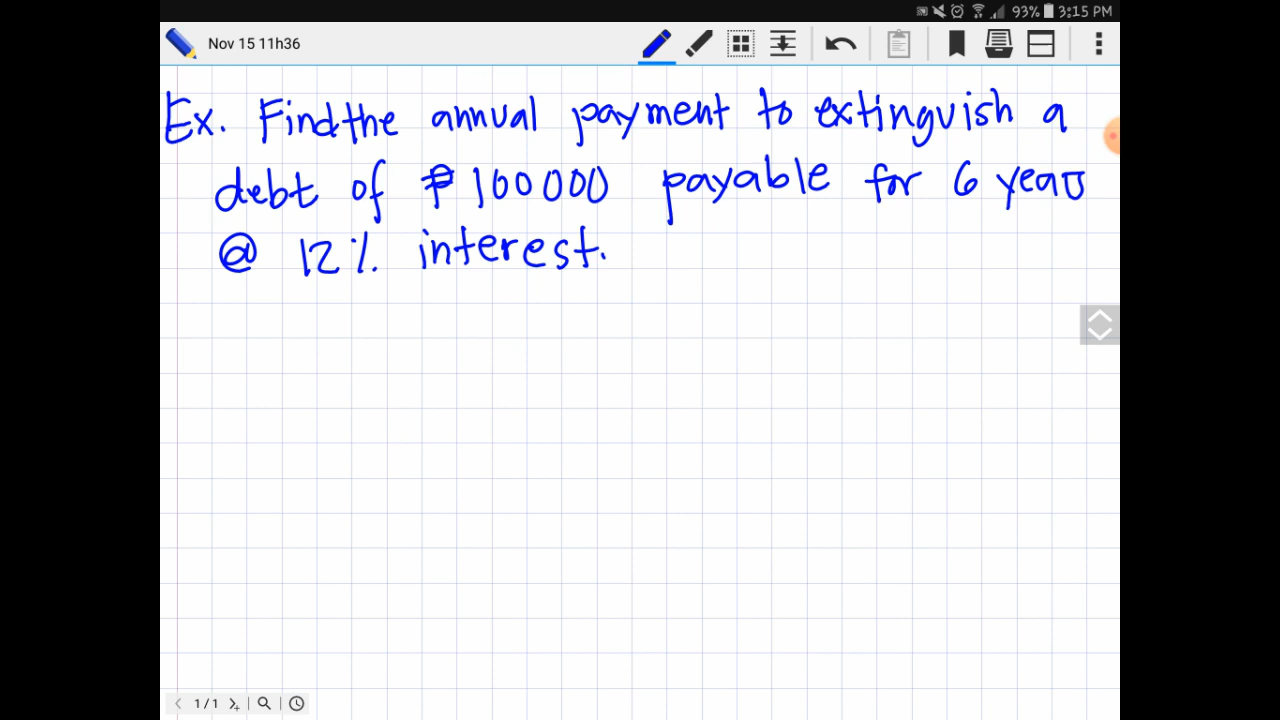 93% 3:15 PM
Nov 15 11h36
Ex. Find the annual payment to extinguish a
debt of ₱100000 payable for 6 years
@ 12% interest.
1/1